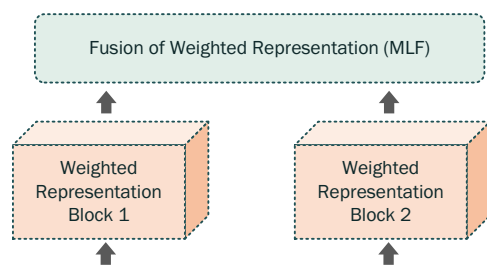 Fusion of Weighted Representation (MLF)
Weighted
Representation
Block 1
Weighted
Representation
Block 2